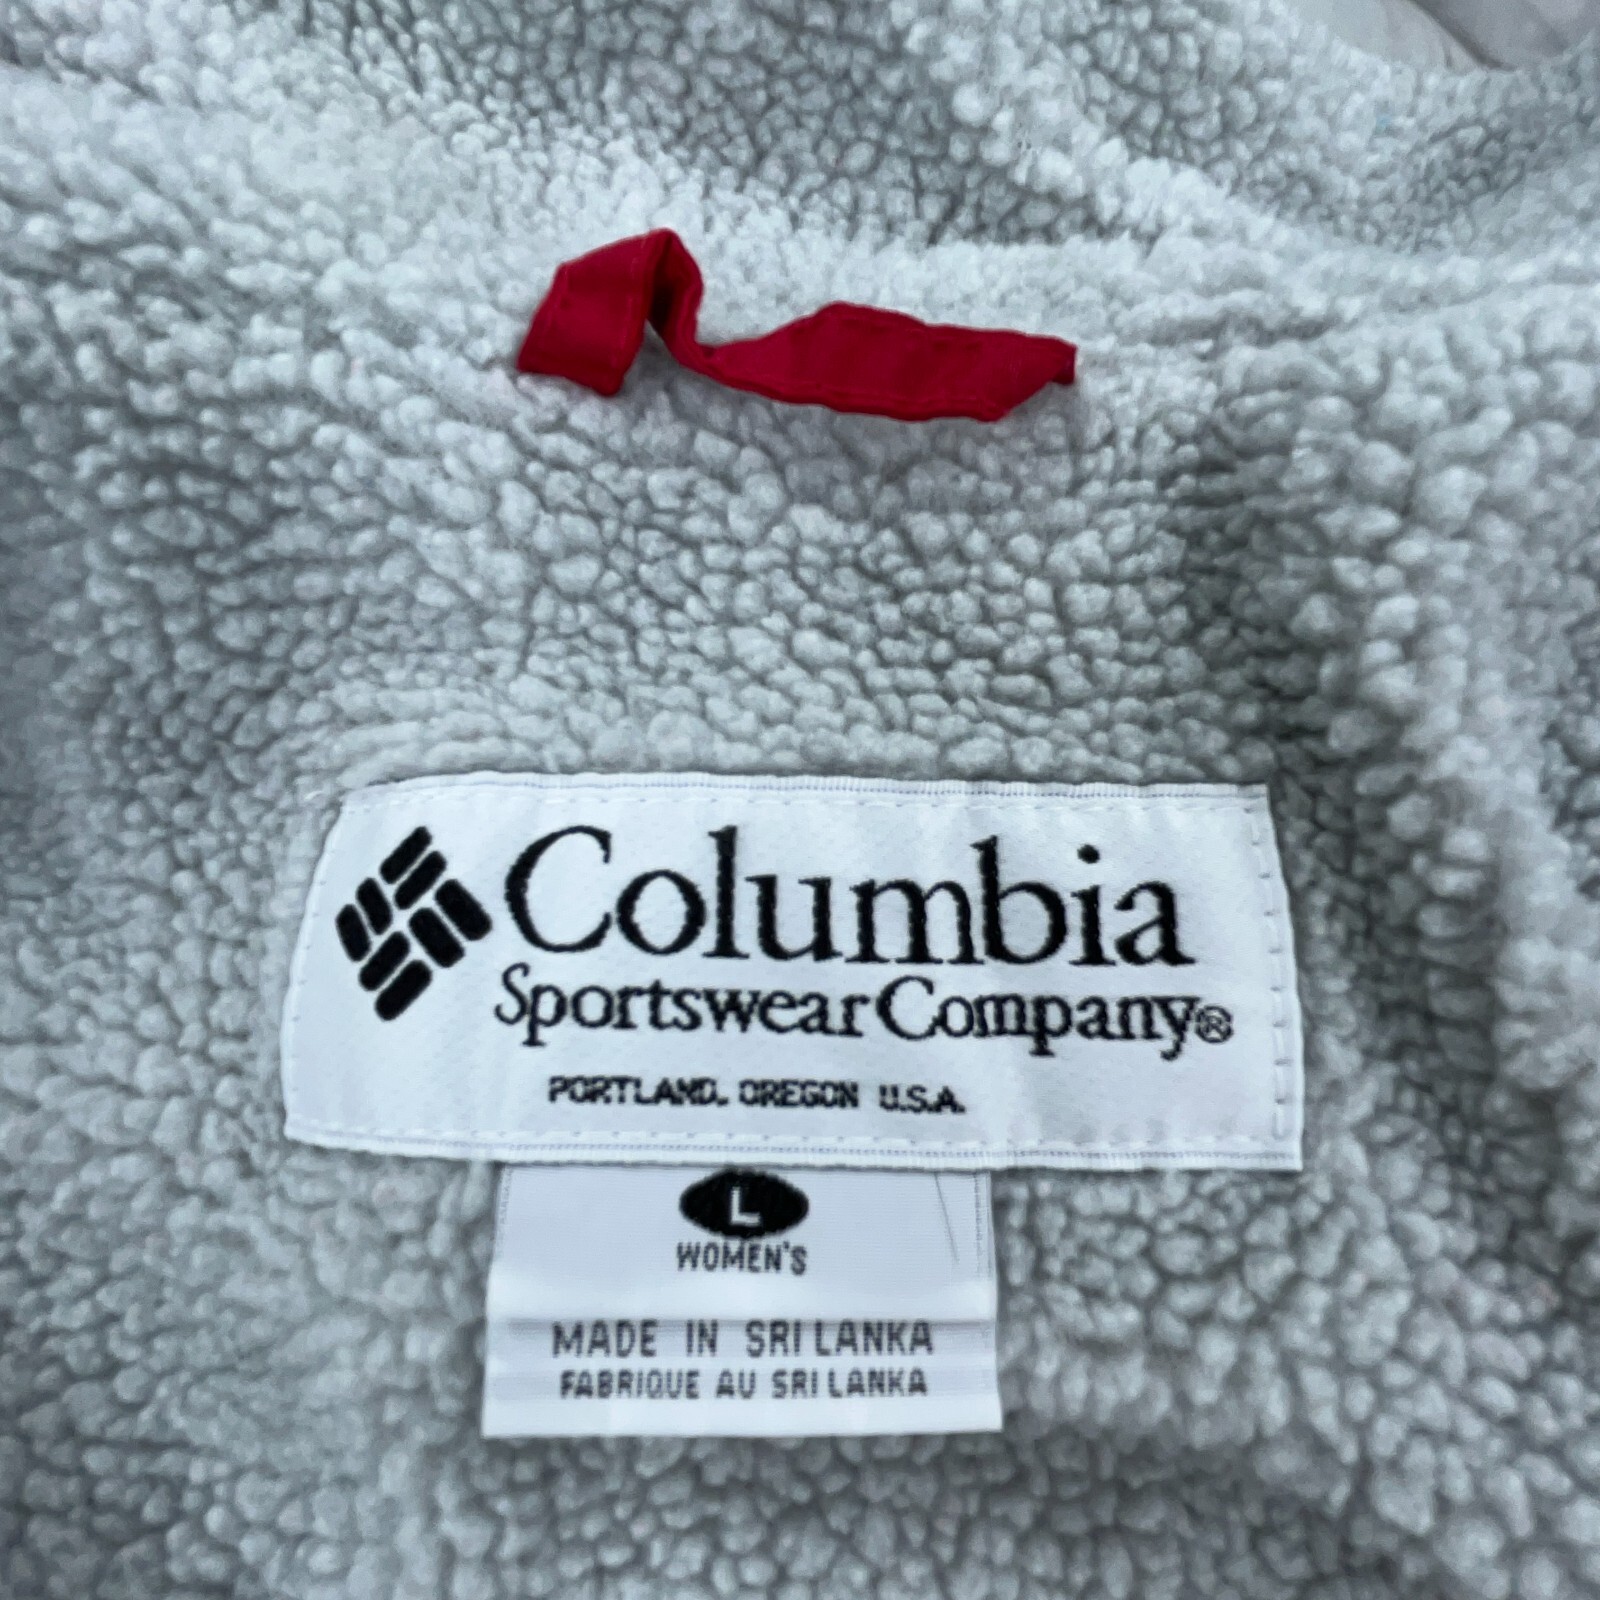 Columbia
Sportswear Company®
PORTLAND, OREGON U.S.A.
L
WOMEN'S
MADE IN SRI LANKA
FABRIQUE AU SRI LANKA